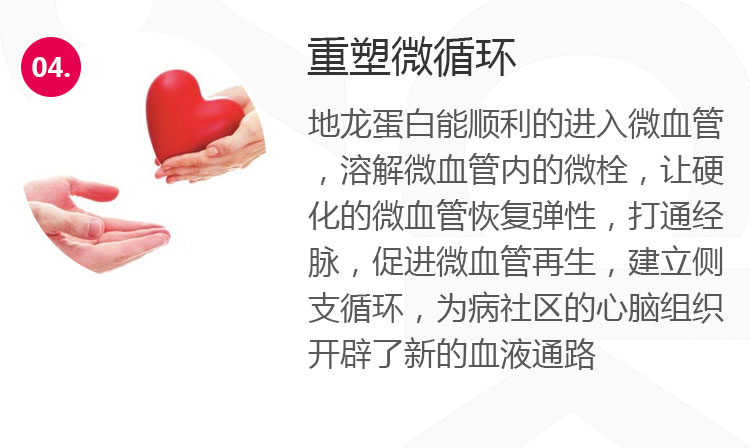 04.
重塑微循环
地龙蛋白能顺利的进入微血管
，溶解微血管内的微栓，让硬
化的微血管恢复弹性，打通经
脉，促进微血管再生，建立侧
支循环，为病社区的心脑组织
开辟了新的血液通路